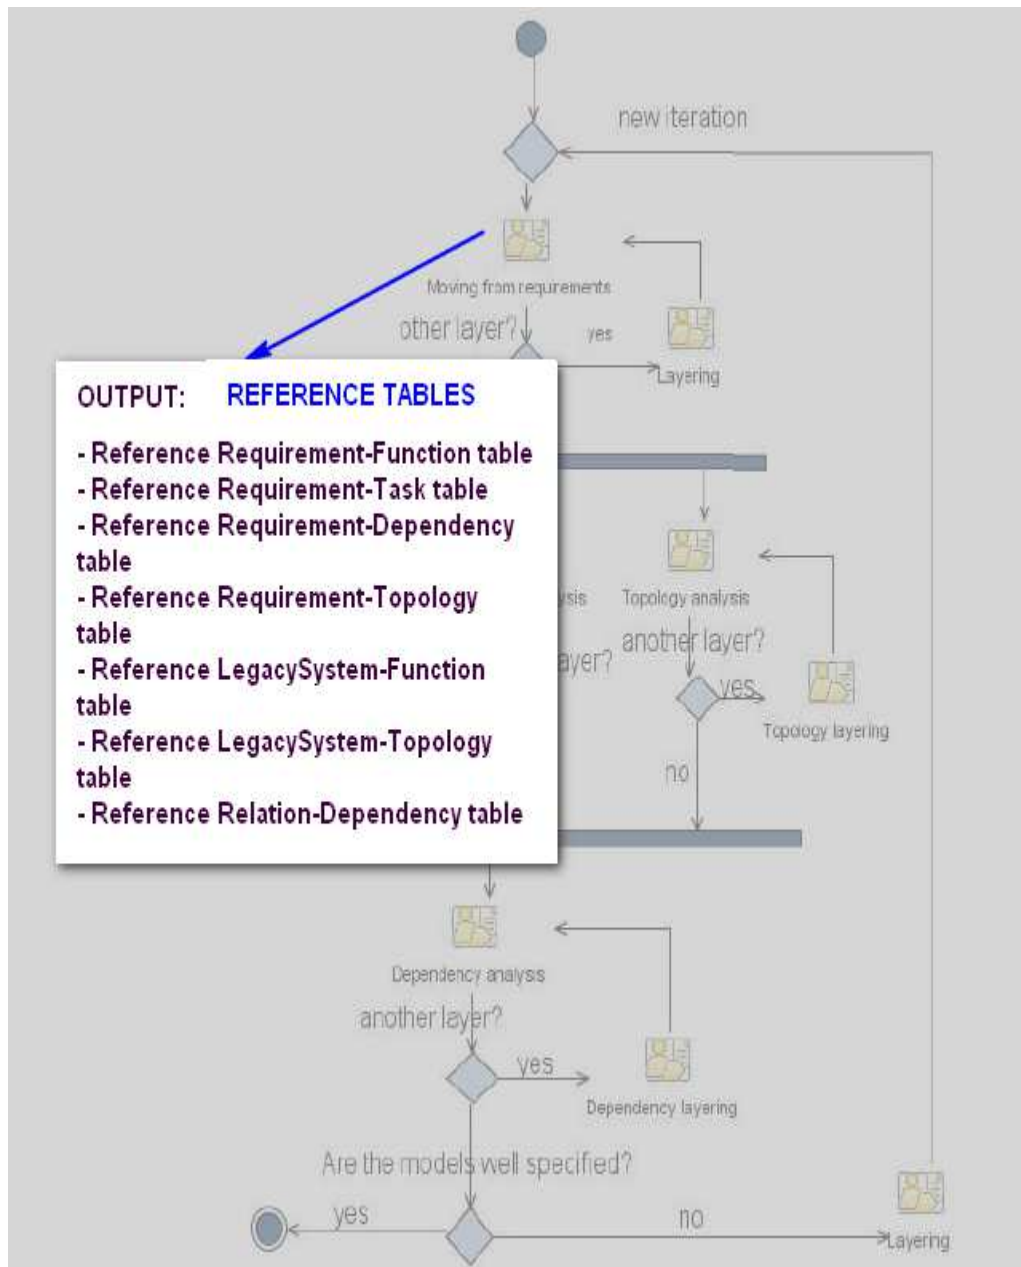 new iteration
Moving from requirements
other layer?
yes
Layering
OUTPUT: REFERENCE TABLES
- Reference Requirement-Function table
- Reference Requirement-Task table
- Reference Requirement-Dependency
table
- Reference Requirement-Topology
table
- Reference LegacySystem-Function
table
- Reference LegacySystem-Topology
table
- Reference Relation-Dependency table
Topology analysis
another layer?
yes
Topology layering
no
Dependency analysis
another layer?
yes
Dependency layering
Are the models well specified?
yes
no
Layering